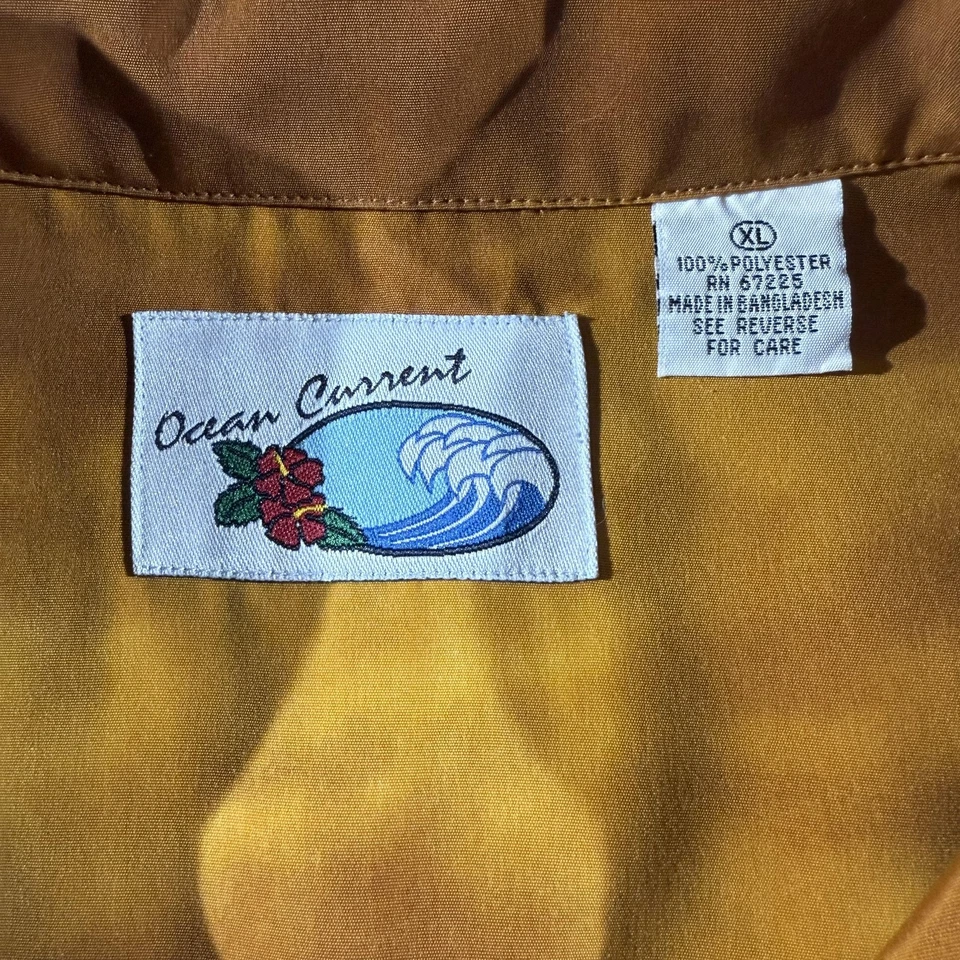 Ocean Current
XL
100% POLYESTER
RN 67225
MADE IN BANGLADESH
SEE REVERSE
FOR CARE